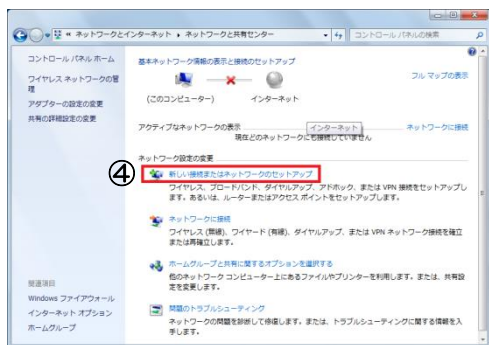 « ネットワークとインターネット ▸ ネットワークと共有センター
コントロール パネルの検索
コントロール パネル ホーム
ワイヤレス ネットワークの管
理
アダプターの設定の変更
共有の詳細設定の変更
基本ネットワーク情報の表示と接続のセットアップ
フル マップの表示
(このコンピューター)
インターネット
アクティブなネットワークの表示
インターネット
ネットワークに接続
現在どのネットワークにも接続していません
ネットワーク設定の変更
④
新しい接続またはネットワークのセットアップ
ワイヤレス、ブロードバンド、ダイヤルアップ、アドホック、または VPN 接続をセットアップし
ます。あるいは、ルーターまたはアクセス ポイントをセットアップします。
ネットワークに接続
ワイヤレス (無線)、ワイヤード (有線)、ダイヤルアップ、または VPN ネットワーク接続を確立
または再確立します。
ホームグループと共有に関するオプションを選択する
他のネットワーク コンピューター上にあるファイルやプリンターを利用します。または、共有設
定を変更します。
問題のトラブルシューティング
ネットワークの問題を診断して修復します。または、トラブルシューティングに関する情報を入
手します。
関連項目
Windows ファイアウォール
インターネット オプション
ホームグループ